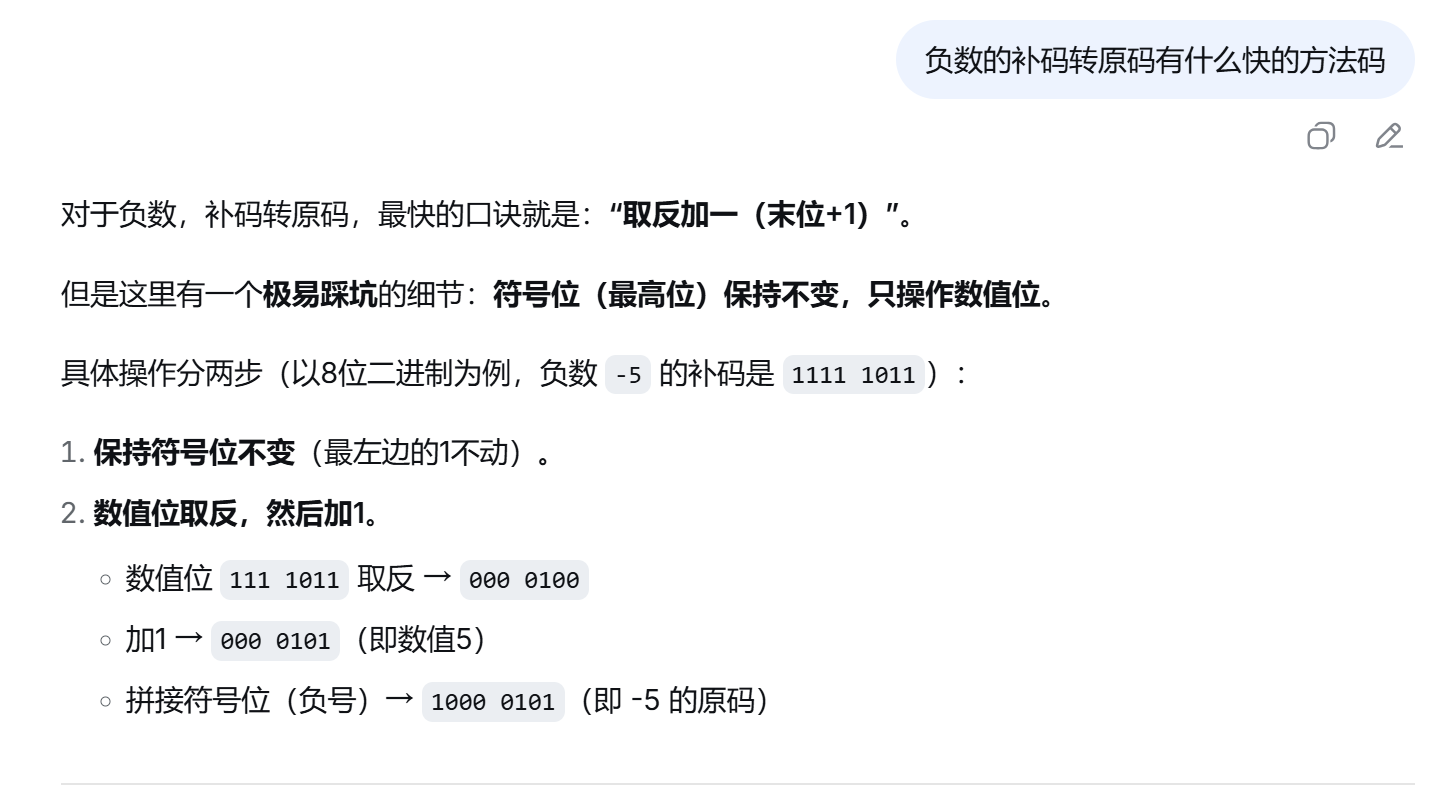 负数的补码转原码有什么快的方法码
对于负数，补码转原码，最快的口诀就是：“取反加一（末位+1）”。
但是这里有一个极易踩坑的细节：符号位（最高位）保持不变，只操作数值位。
具体操作分两步（以8位二进制为例，负数 -5 的补码是 1111 1011）：
1. 保持符号位不变（最左边的1不动）。
2. 数值位取反，然后加1。
○ 数值位 111 1011 取反 → 000 0100
○ 加1 → 000 0101（即数值5）
○ 拼接符号位（负号）→ 1000 0101（即 -5 的原码）